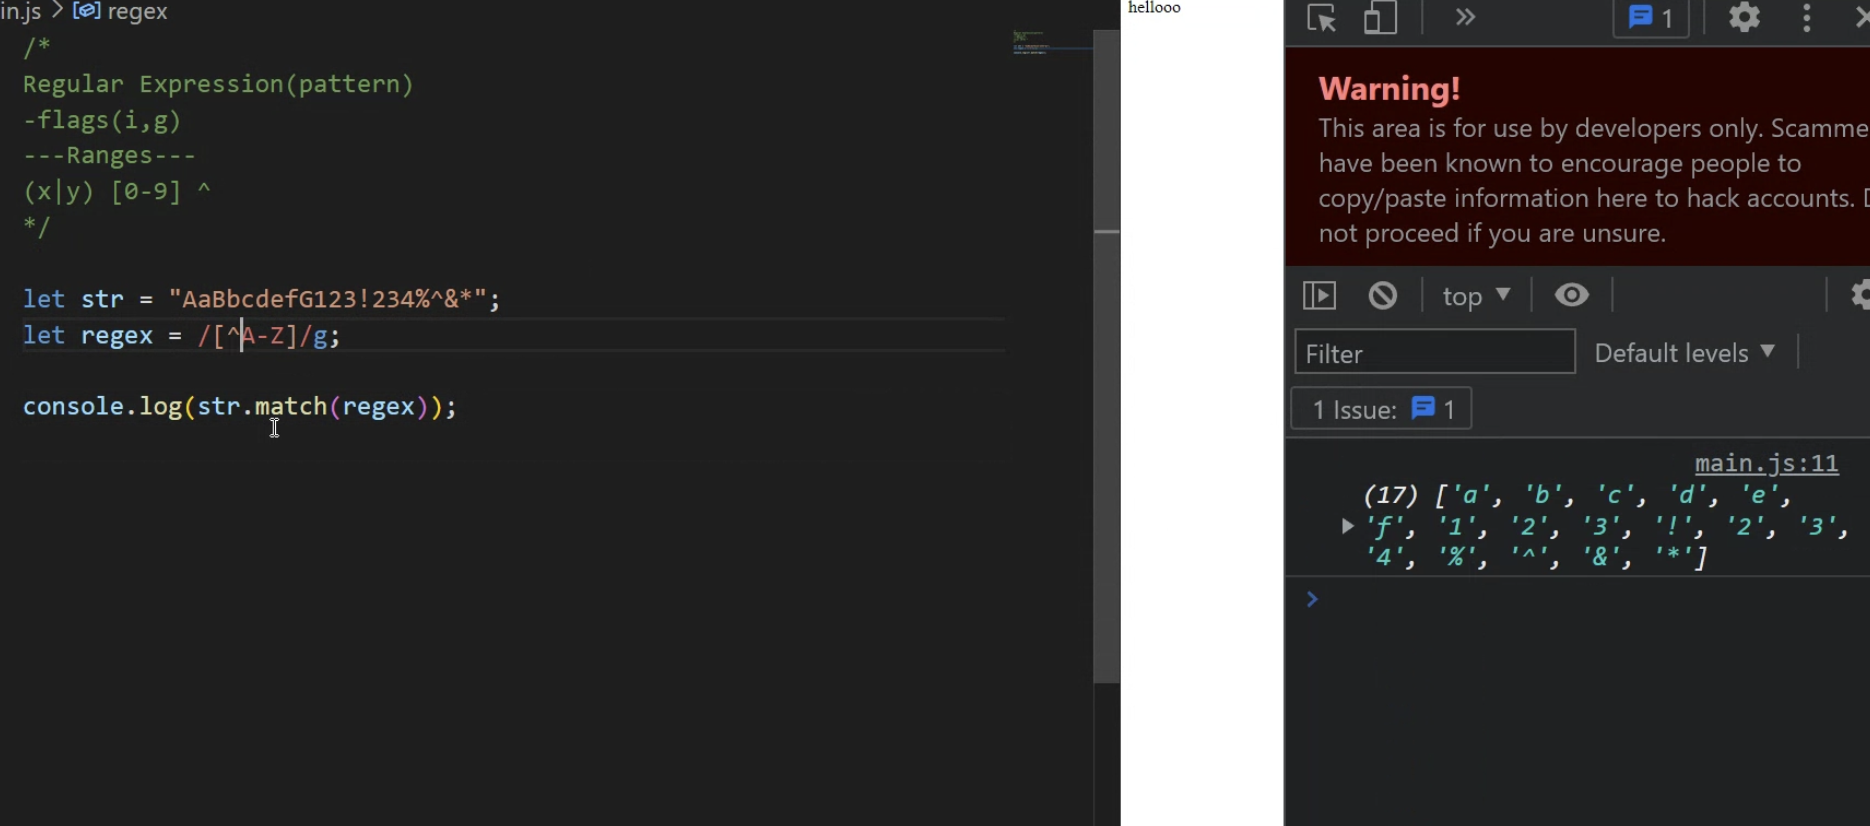 in.js > regex
/*
Regular Expression(pattern)
-flags(i,g)
---Ranges---
(x|y) [0-9] ^
*/
let str = "AaBbcdefG123!234%^&*";
let regex = /[^A-Z]/g;
console.log(str.match(regex));
hellooo
1
Warning!
This area is for use by developers only. Scamme
have been known to encourage people to
copy/paste information here to hack accounts. D
not proceed if you are unsure.
top
Filter
Default levels
1 Issue: 1
main.js:11
(17) ['a', 'b', 'c', 'd', 'e',
'f', '1', '2', '3', '!', '2', '3',
'4', '%', '^', '&', '*']
>